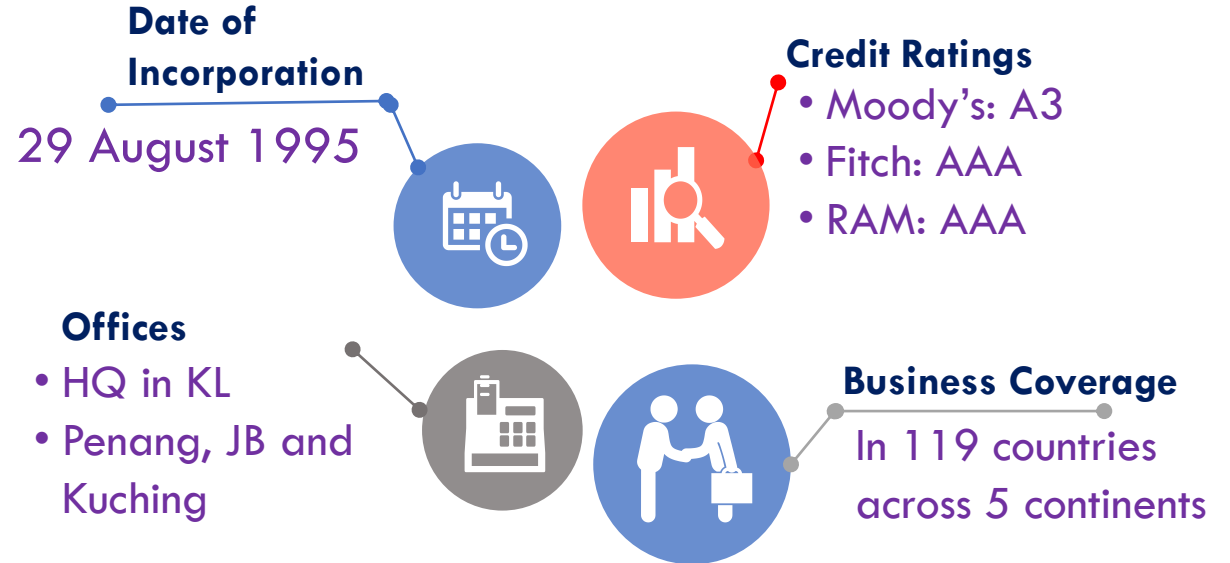 Date of
Incorporation
29 August 1995
Credit Ratings
• Moody’s: A3
• Fitch: AAA
• RAM: AAA
Offices
• HQ in KL
• Penang, JB and
Kuching
Business Coverage
In 119 countries
across 5 continents